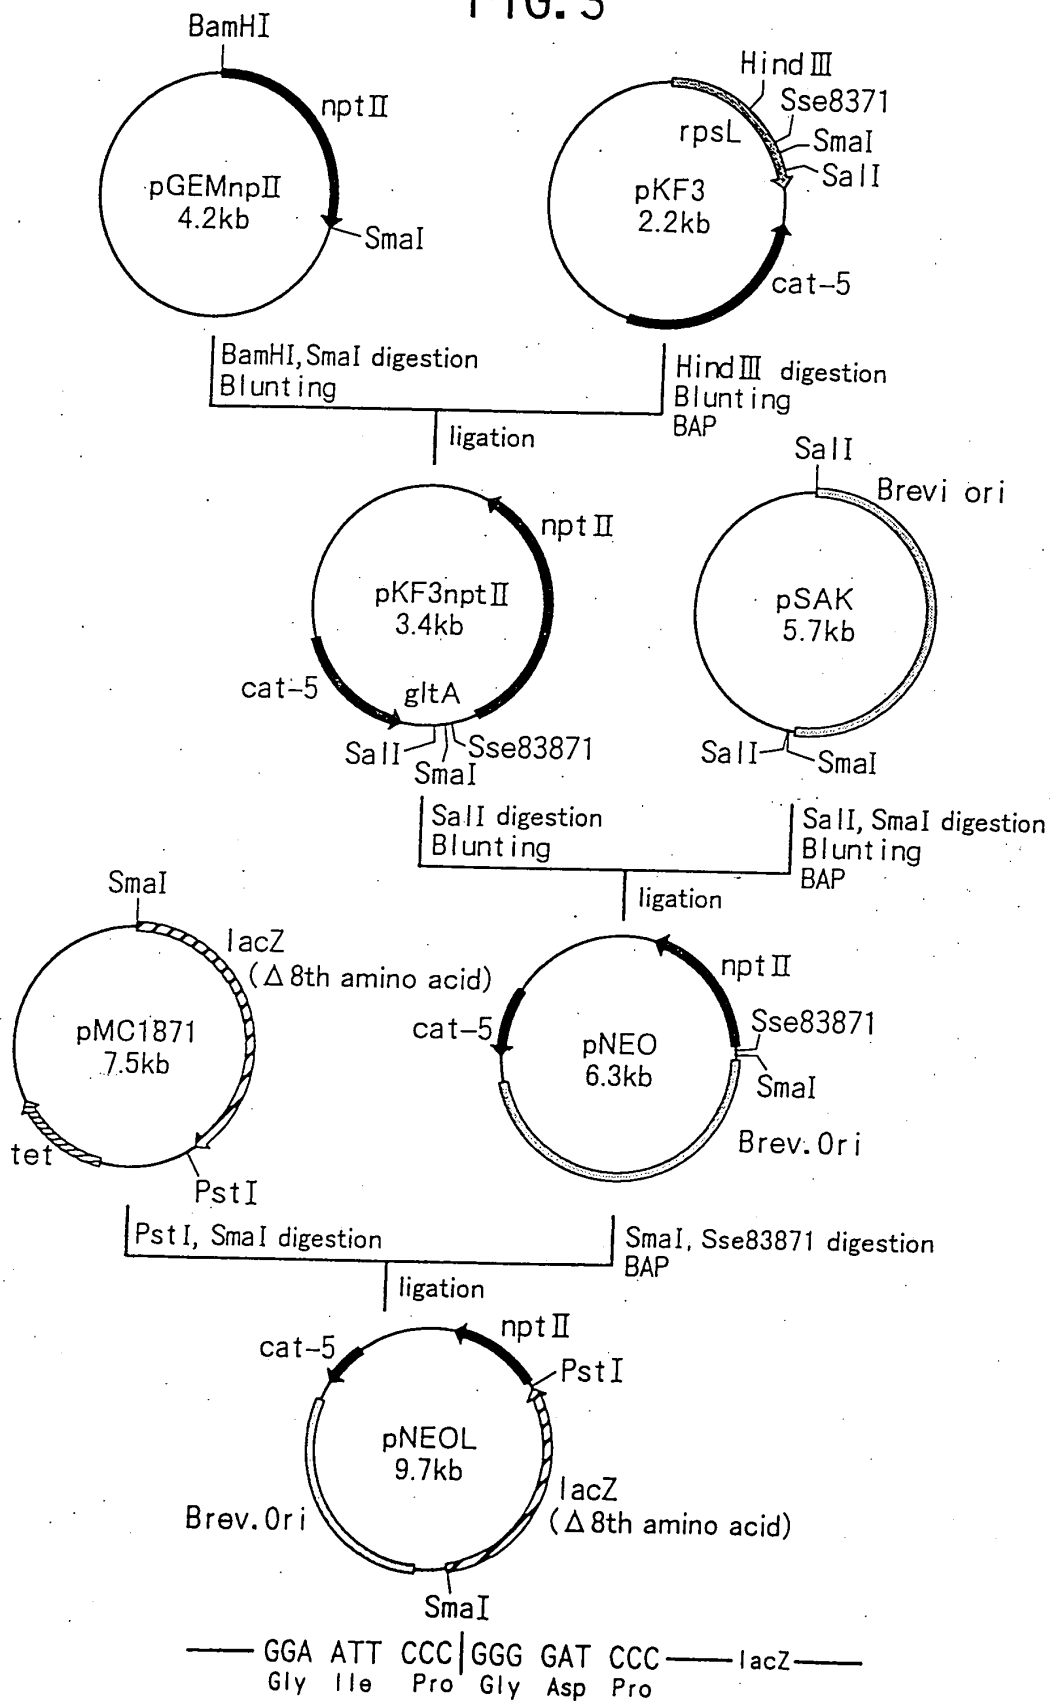 FIG. 3
BamHI
nptⅡ
pGEMnpⅡ
4.2kb
SmaI
HindⅢ
Sse8371
SmaI
SalI
rpsL
pKF3
2.2kb
cat-5
BamHI, SmaI digestion
Blunting
HindⅢ digestion
Blunting
BAP
ligation
nptⅡ
pKF3nptⅡ
3.4kb
cat-5
gltA
SalI
SmaI
Sse83871
SalI
Brevi ori
pSAK
5.7kb
SalI
SmaI
SalI digestion
Blunting
SalI, SmaI digestion
Blunting
BAP
ligation
SmaI
lacZ
(Δ8th amino acid)
pMC1871
7.5kb
tet
PstI
nptⅡ
cat-5
pNEO
6.3kb
Sse83871
SmaI
Brev.Ori
PstI, SmaI digestion
SmaI, Sse83871 digestion
BAP
ligation
cat-5
nptⅡ
PstI
pNEOL
9.7kb
Brev.Ori
lacZ
(Δ8th amino acid)
SmaI
GGA ATT CCC|GGG GAT CCC lacZ
Gly Ile Pro Gly Asp Pro